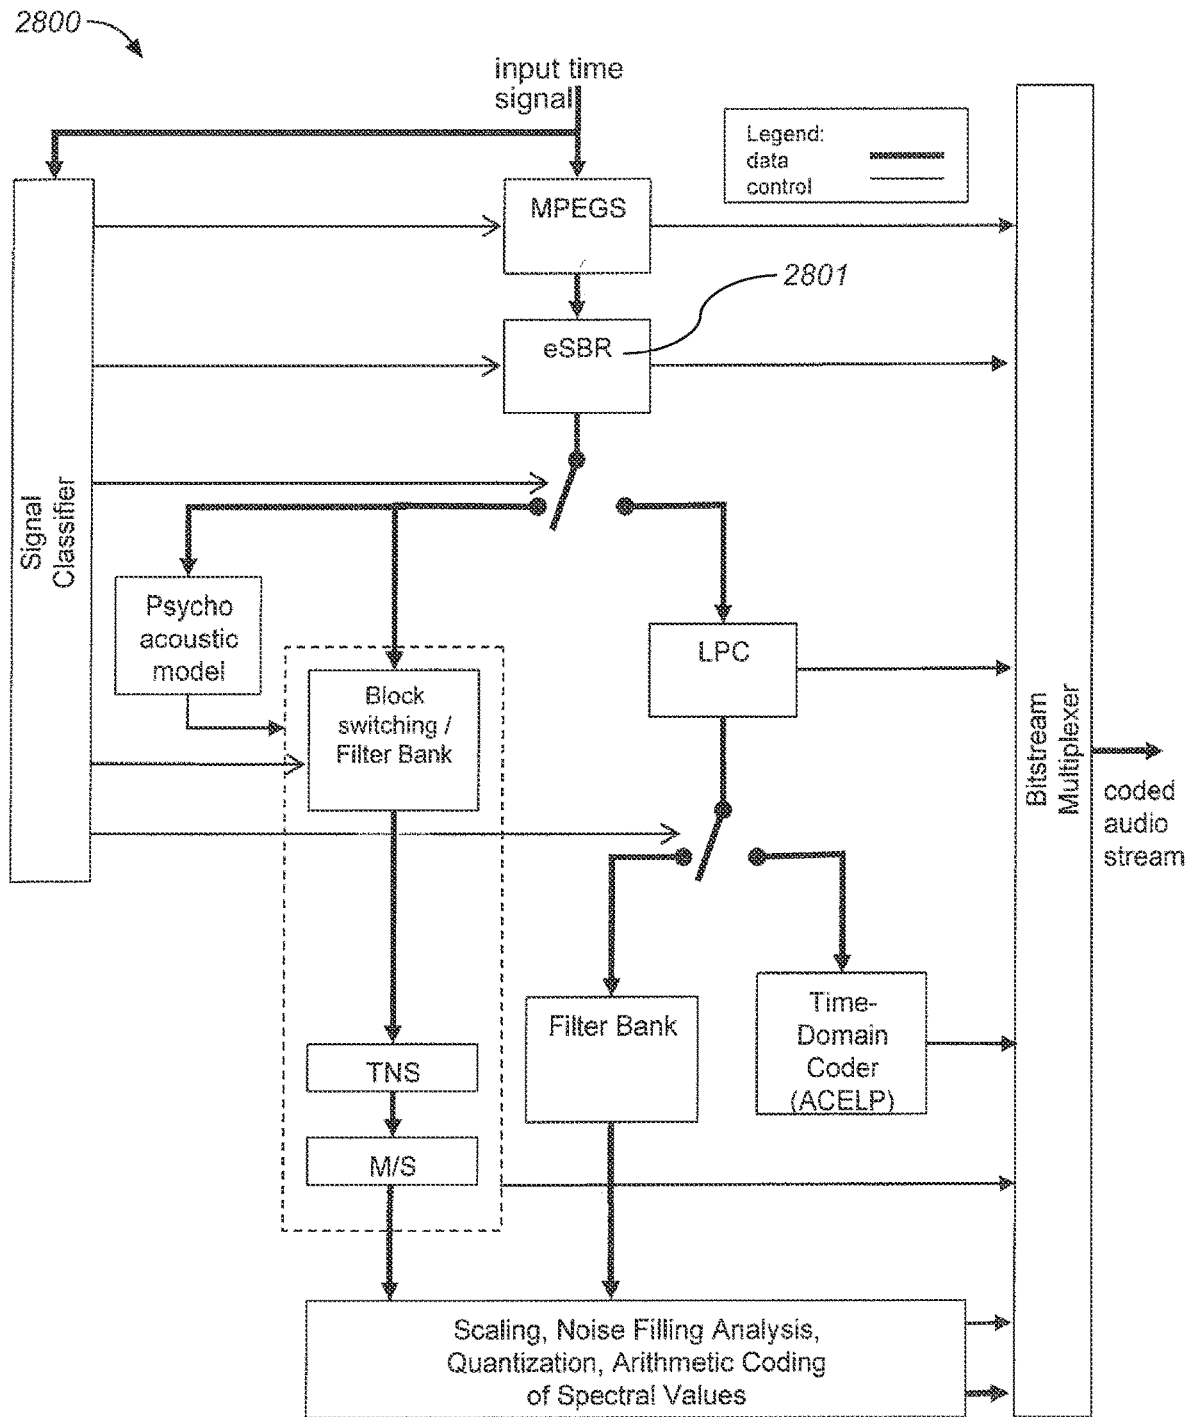 2800
input time
signal
Legend:
data
control
MPEGS
2801
eSBR
Signal
Classifier
Psycho
acoustic
model
LPC
Block
switching /
Filter Bank
Bitstream
Multiplexer
coded
audio
stream
Filter Bank
Time-
Domain
Coder
(ACELP)
TNS
M/S
Scaling, Noise Filling Analysis,
Quantization, Arithmetic Coding
of Spectral Values